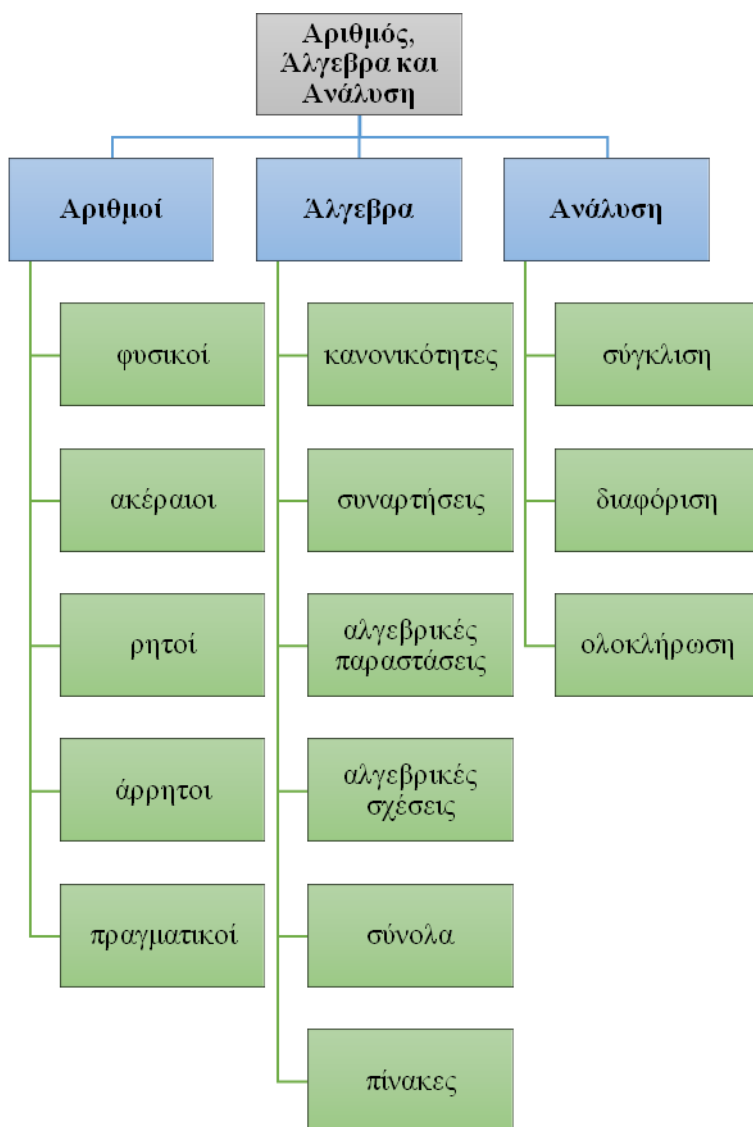 Αριθμός,
Άλγεβρα και
Ανάλυση
Αριθμοί
φυσικοί
ακέραιοι
ρητοί
άρρητοι
πραγματικοί
Άλγεβρα
κανονικότητες
συναρτήσεις
αλγεβρικές
παραστάσεις
αλγεβρικές
σχέσεις
σύνολα
πίνακες
Ανάλυση
σύγκλιση
διαφόριση
ολοκλήρωση